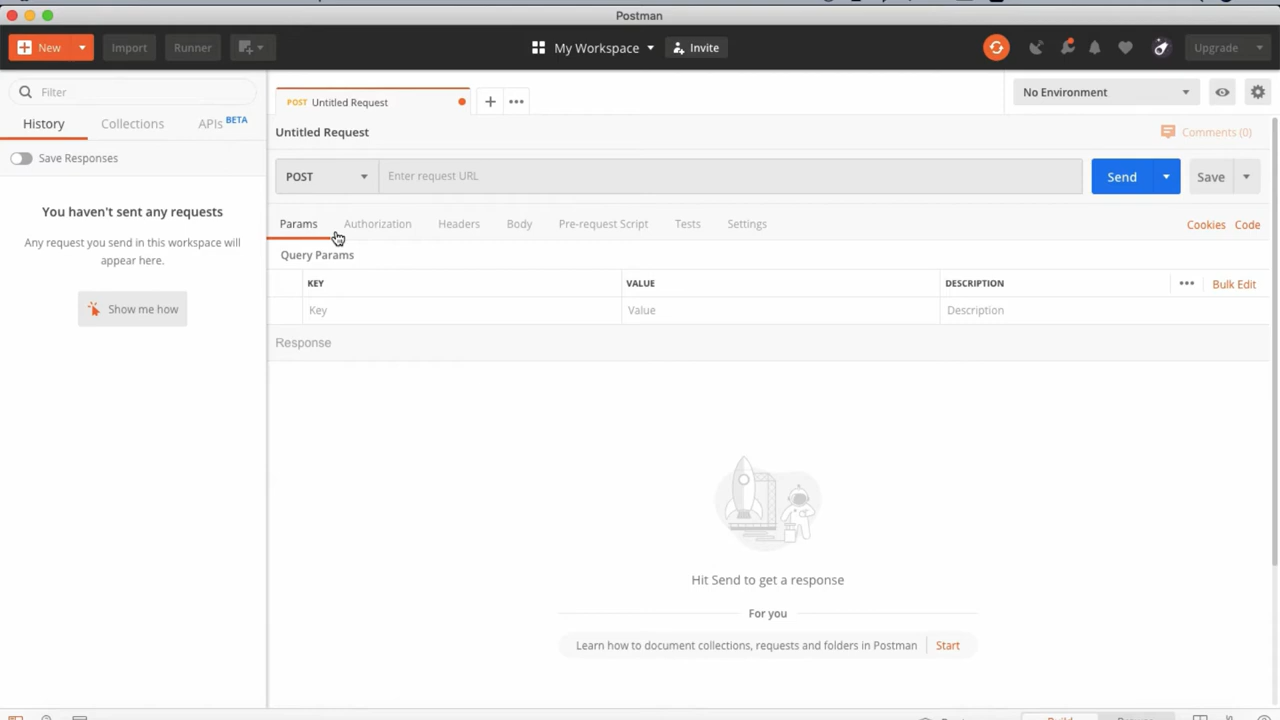 Postman
New
Import
Runner
My Workspace
Invite
Upgrade
Filter
History
Collections
APIs BETA
Save Responses
You haven't sent any requests
Any request you send in this workspace will
appear here.
Show me how
POST Untitled Request
No Environment
Untitled Request
Comments (0)
POST
Enter request URL
Send
Save
Params
Authorization
Headers
Body
Pre-request Script
Tests
Settings
Cookies
Code
Query Params
KEY
VALUE
DESCRIPTION
Bulk Edit
Key
Value
Description
Response
Hit Send to get a response
For you
Learn how to document collections, requests and folders in Postman
Start